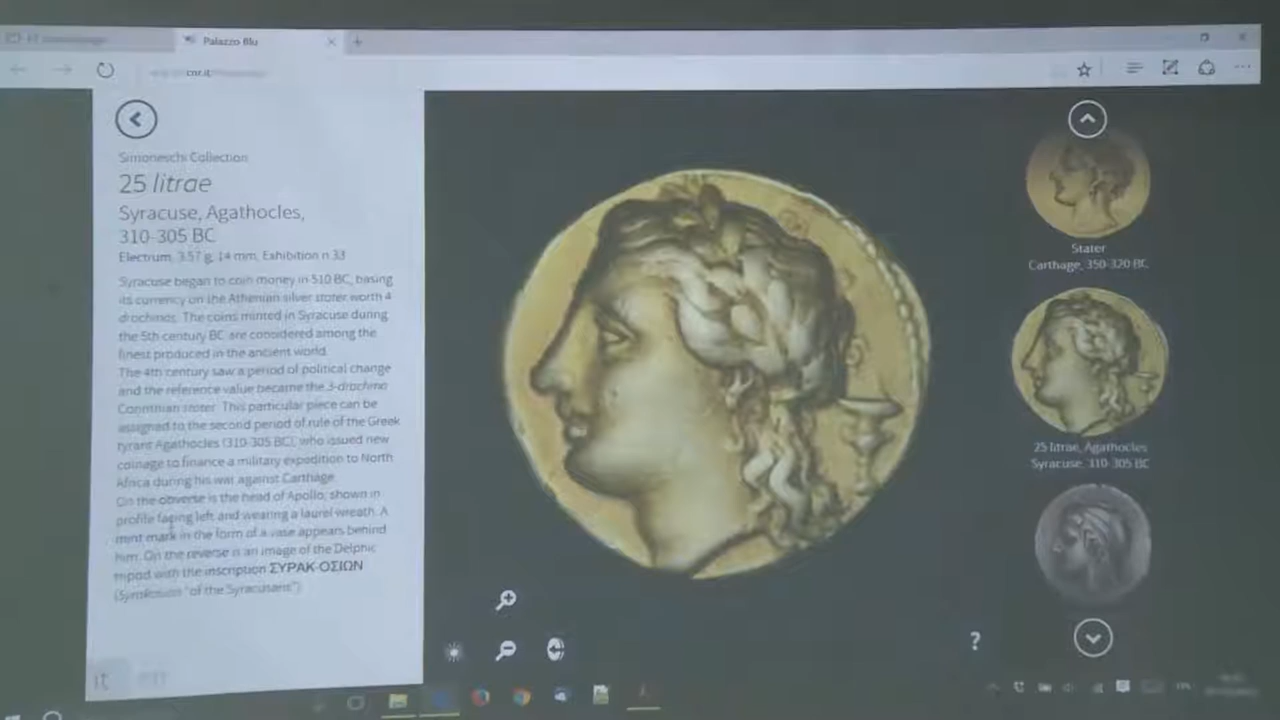 Palazzo Blu
cnr.it
Simoneschi Collection
25 litrae
Syracuse, Agathocles,
310-305 BC
Electrum, 3.57 g, 14 mm, Exhibition n 33
Syracuse began to coin money in 510 BC, basing
its currency on the Athenian silver stater worth 4
drachmas. The coins minted in Syracuse during
the 5th century BC are considered among the
finest produced in the ancient world.
The 4th century saw a period of political change
and the reference value became the 3-drachma
Corinthian stater. This particular piece can be
assigned to the second period of rule of the Greek
tyrant Agathocles (310-305 BC), who issued new
coinage to finance a military expedition to North
Africa during his war against Carthage.
On the obverse is the head of Apollo, shown in
profile facing left and wearing a laurel wreath. A
mint mark in the form of a vase appears behind
him. On the reverse is an image of the Delphic
tripod with the inscription ΣΥΡΑΚ-ΟΣΙΩΝ
"of the Syracusans")
it en
Stater
Carthage, 350-320 BC
25 litrae, Agathocles
Syracuse, 310-305 BC
?